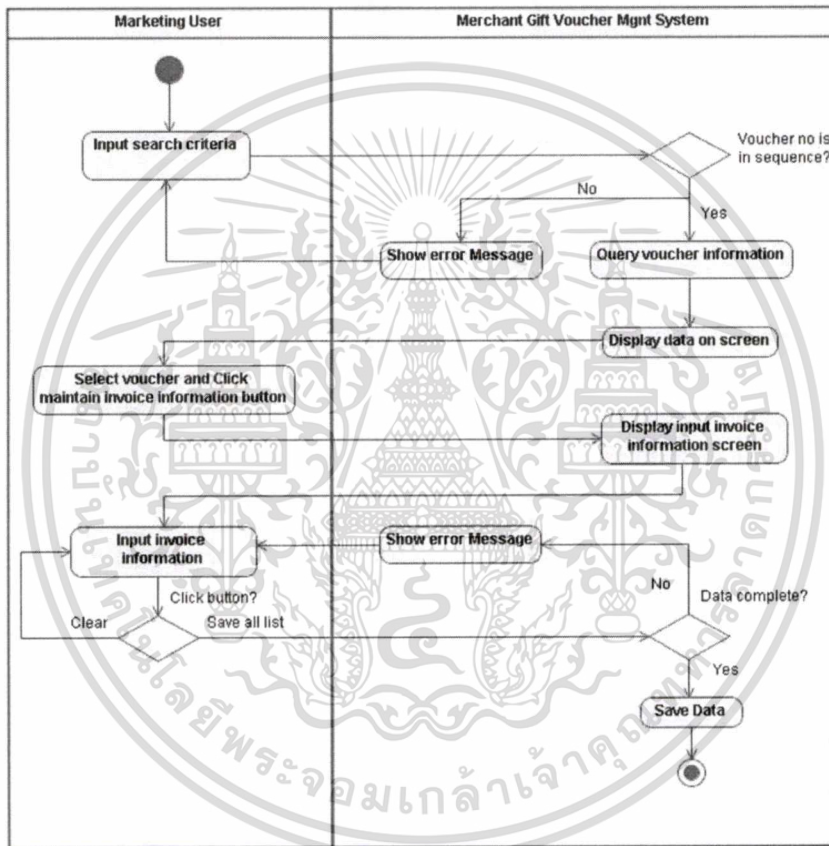 Marketing User
Merchant Gift Voucher Mgnt System
Input search criteria
Voucher no is
in sequence?
No
Yes
Show error Message
Query voucher information
Display data on screen
Select voucher and Click
maintain invoice information button
Display input invoice
information screen
Input invoice
information
Show error Message
No
Data complete?
Click button?
Clear
Save all list
Yes
Save Data